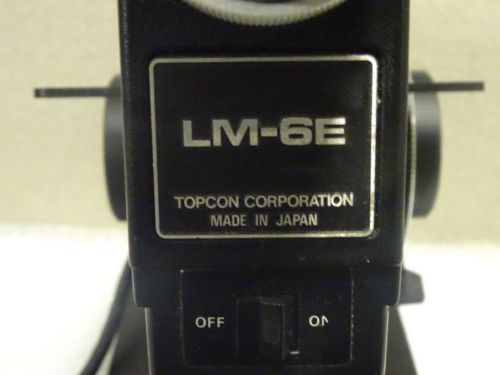 LM-6E
TOPCON CORPORATION
MADE IN JAPAN
OFF ON